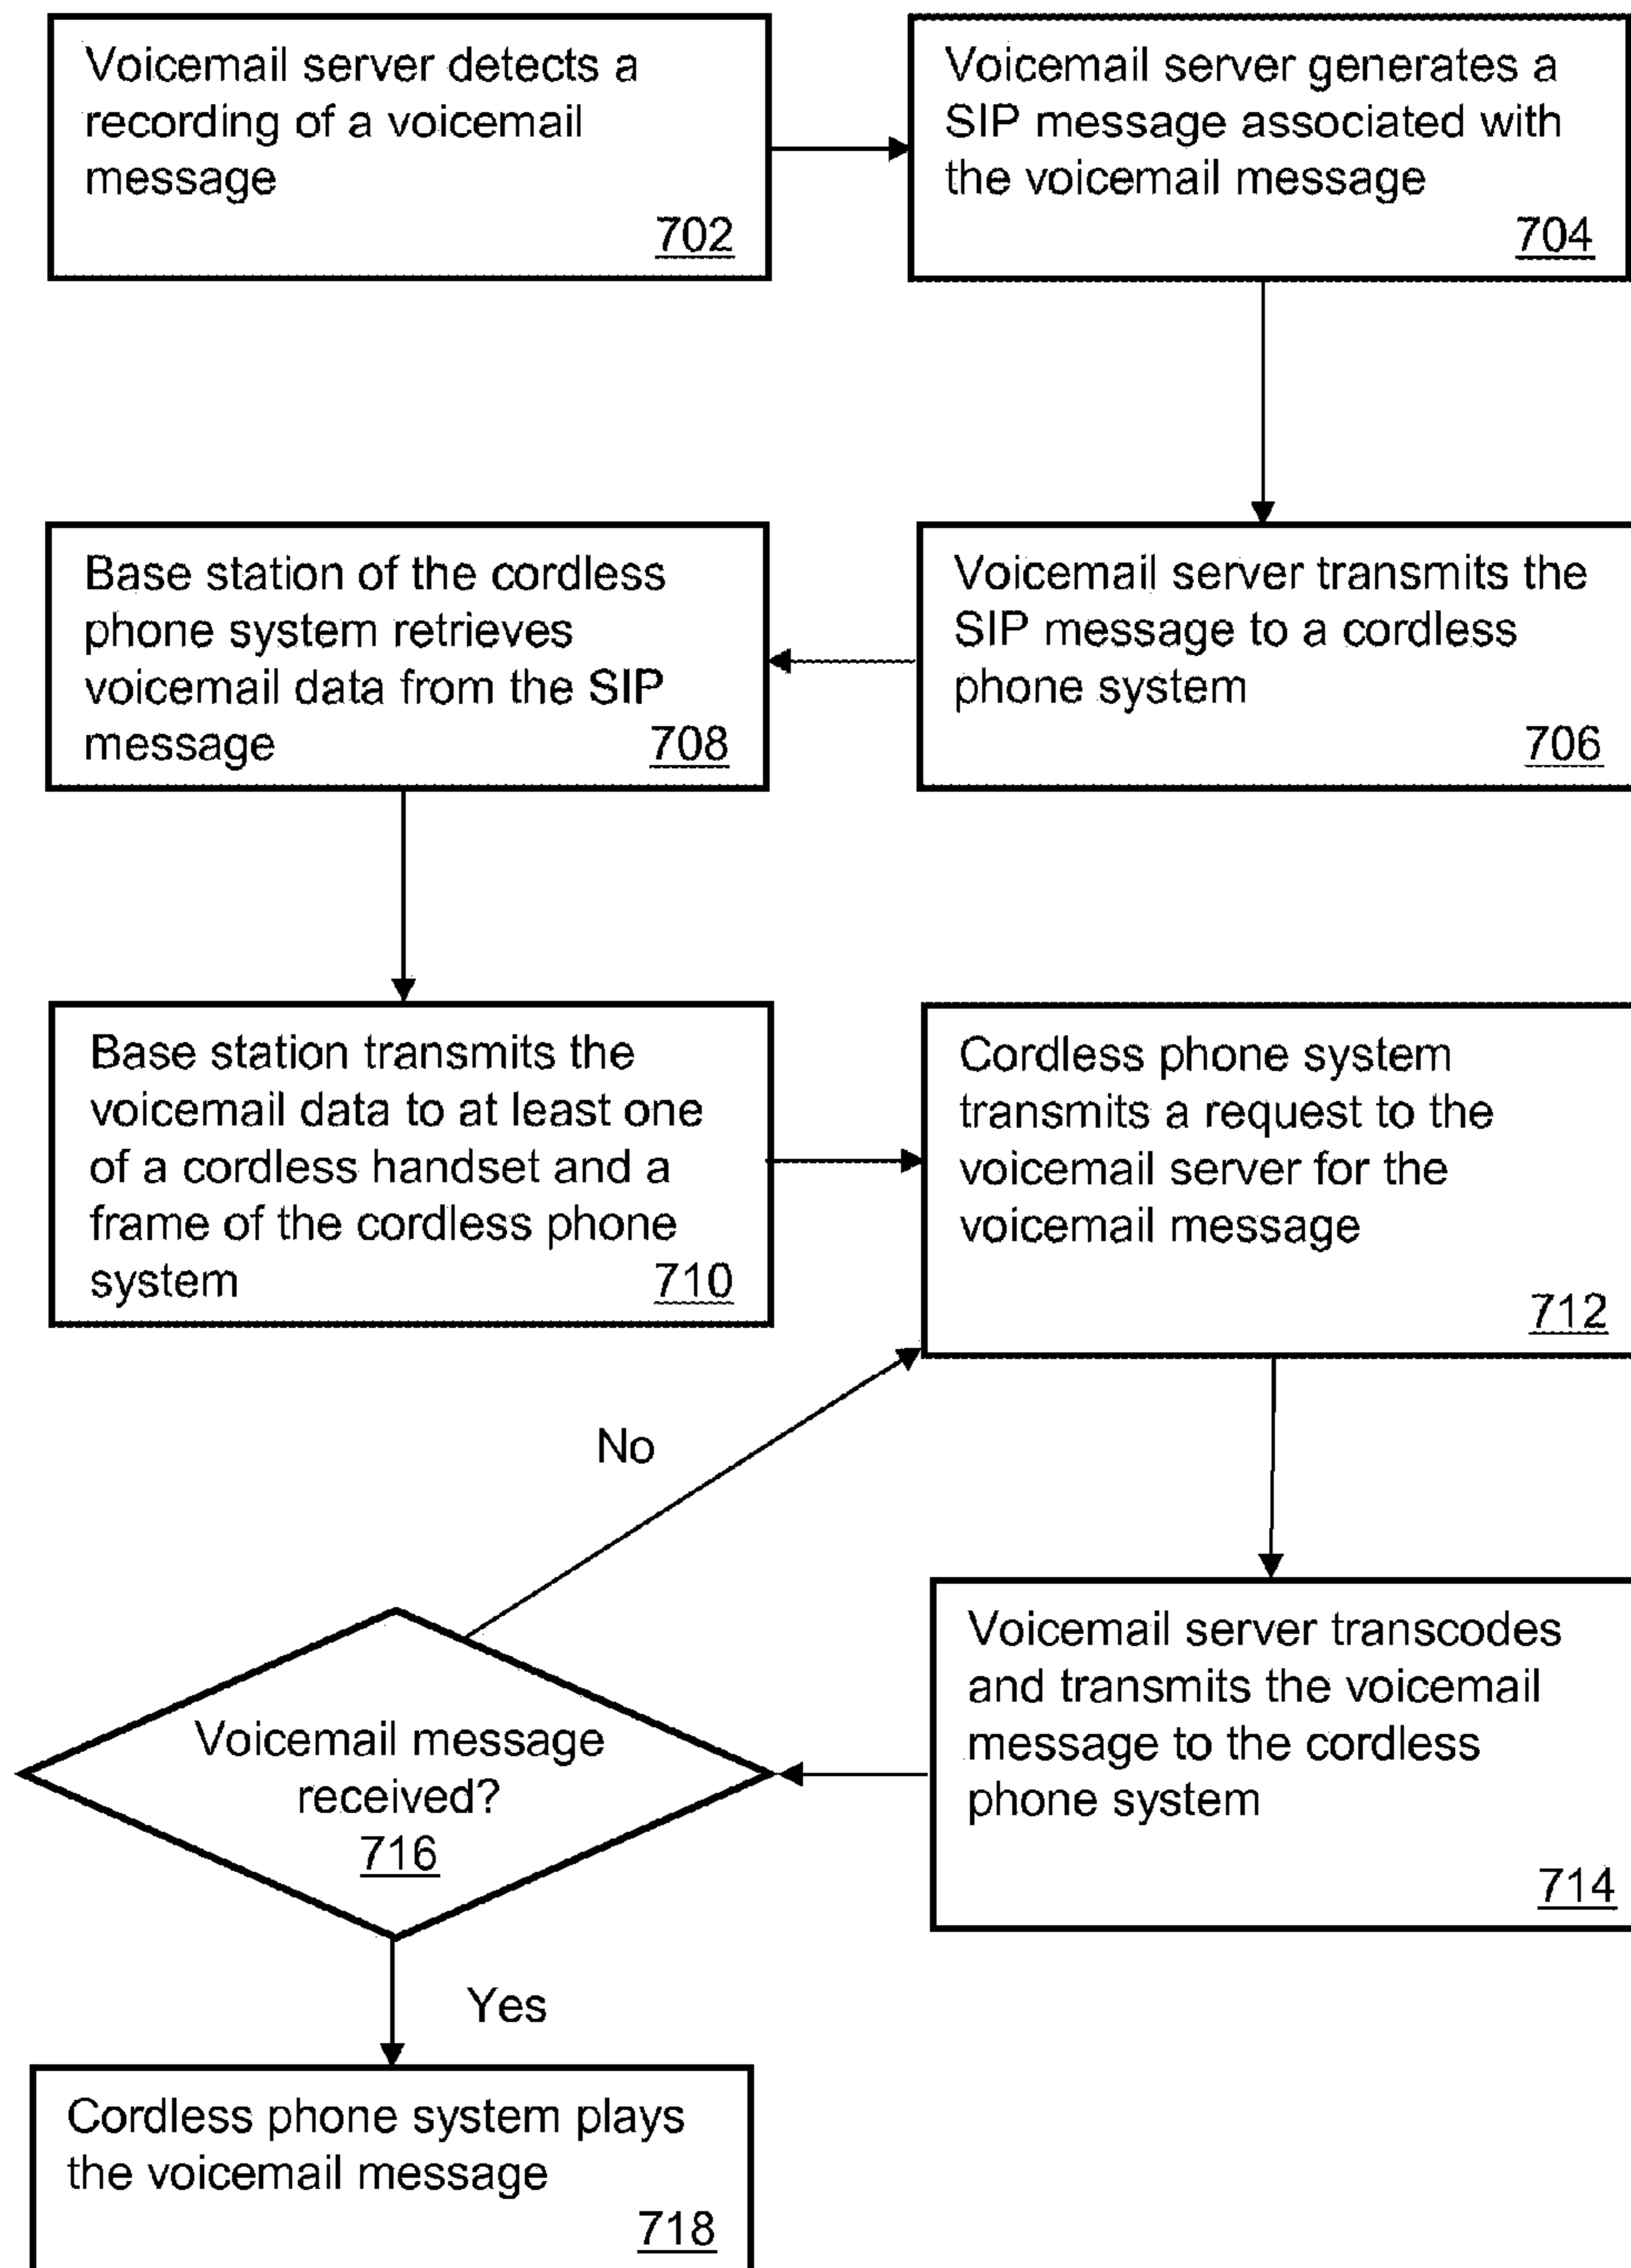 Voicemail server detects a
recording of a voicemail
message
702
Voicemail server generates a
SIP message associated with
the voicemail message
704
Voicemail server transmits the
SIP message to a cordless
phone system
706
Base station of the cordless
phone system retrieves
voicemail data from the SIP
message 708
Base station transmits the
voicemail data to at least one
of a cordless handset and a
frame of the cordless phone
system 710
Cordless phone system
transmits a request to the
voicemail server for the
voicemail message
712
No
Voicemail server transcodes
and transmits the voicemail
message to the cordless
phone system
714
Voicemail message
received?
716
Yes
Cordless phone system plays
the voicemail message
718